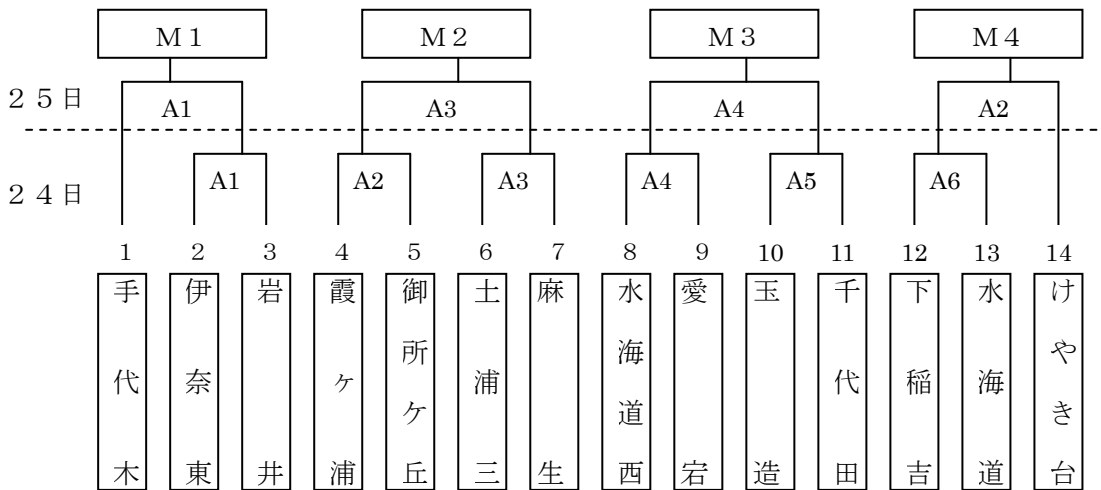 M1 M2 M3 M4
25日 A1 A3 A4 A2
24日 A1 A2 A3 A4 A5 A6
1 2 3 4 5 6 7 8 9 10 11 12 13 14
手代木
伊奈東
岩井
霞ヶ浦
御所ケ丘
土浦三
麻生
水海道西
愛宕
玉造
千代田
下稲吉
水海道
けやき台